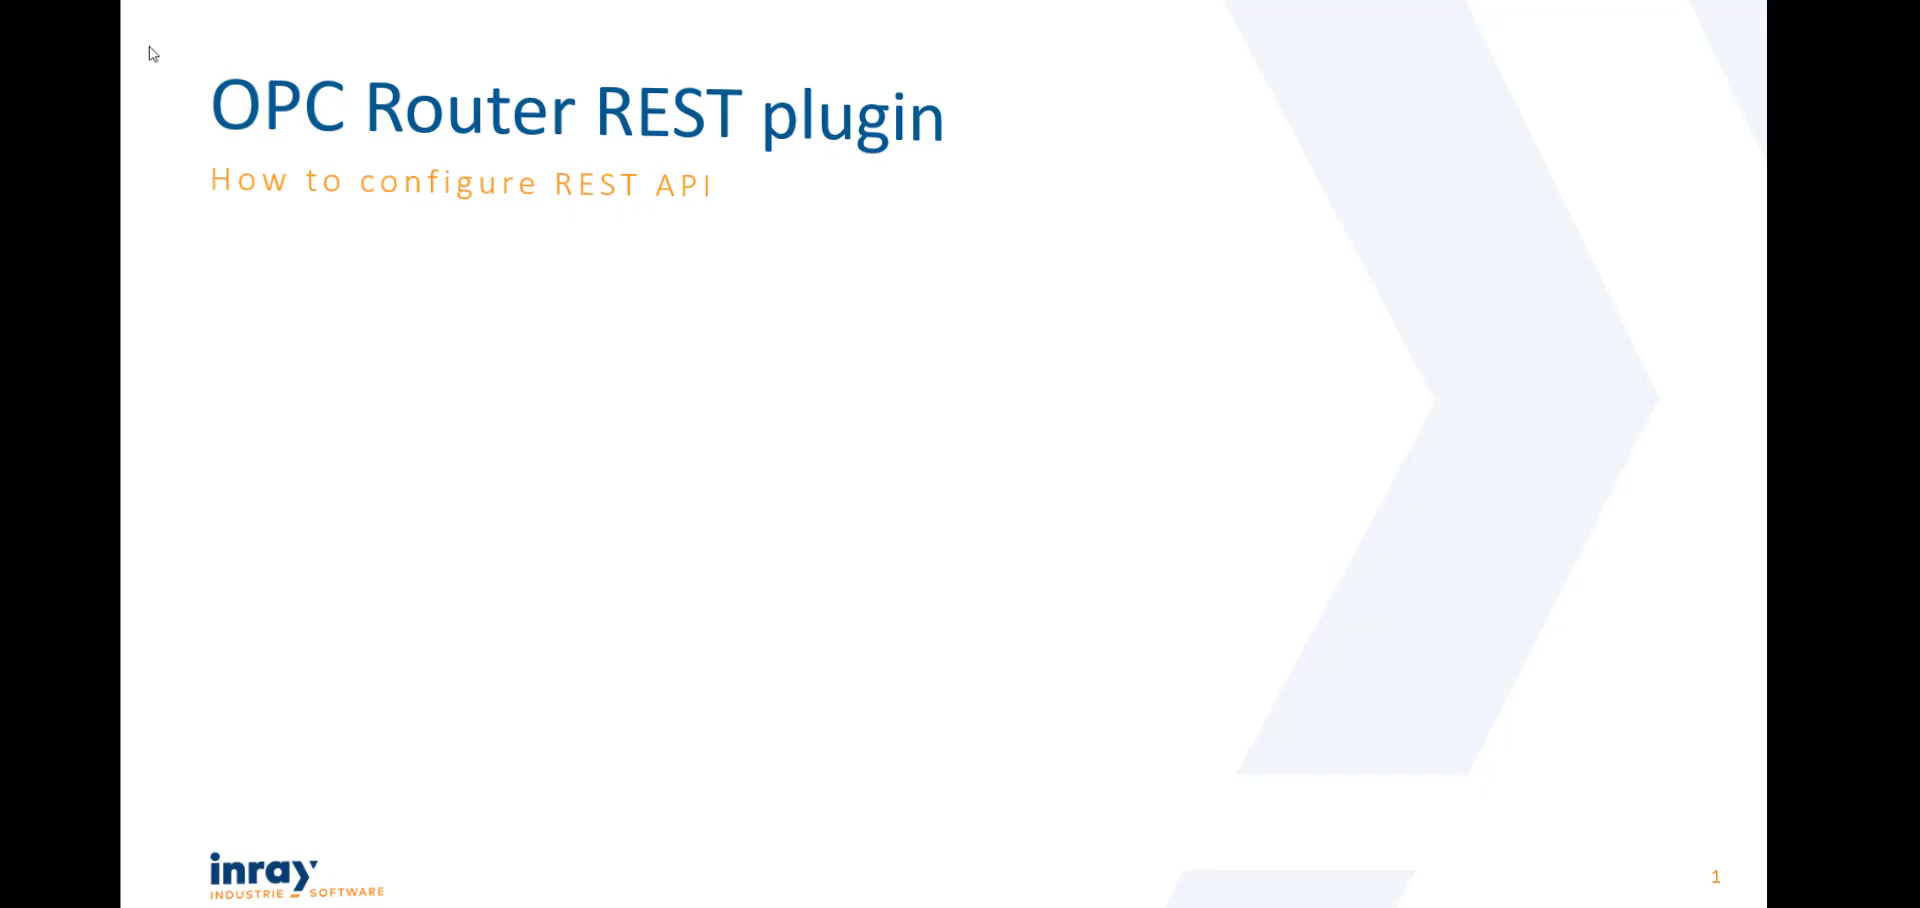 OPC Router REST plugin
How to configure REST API
inray
INDUSTRIE _ SOFTWARE
1